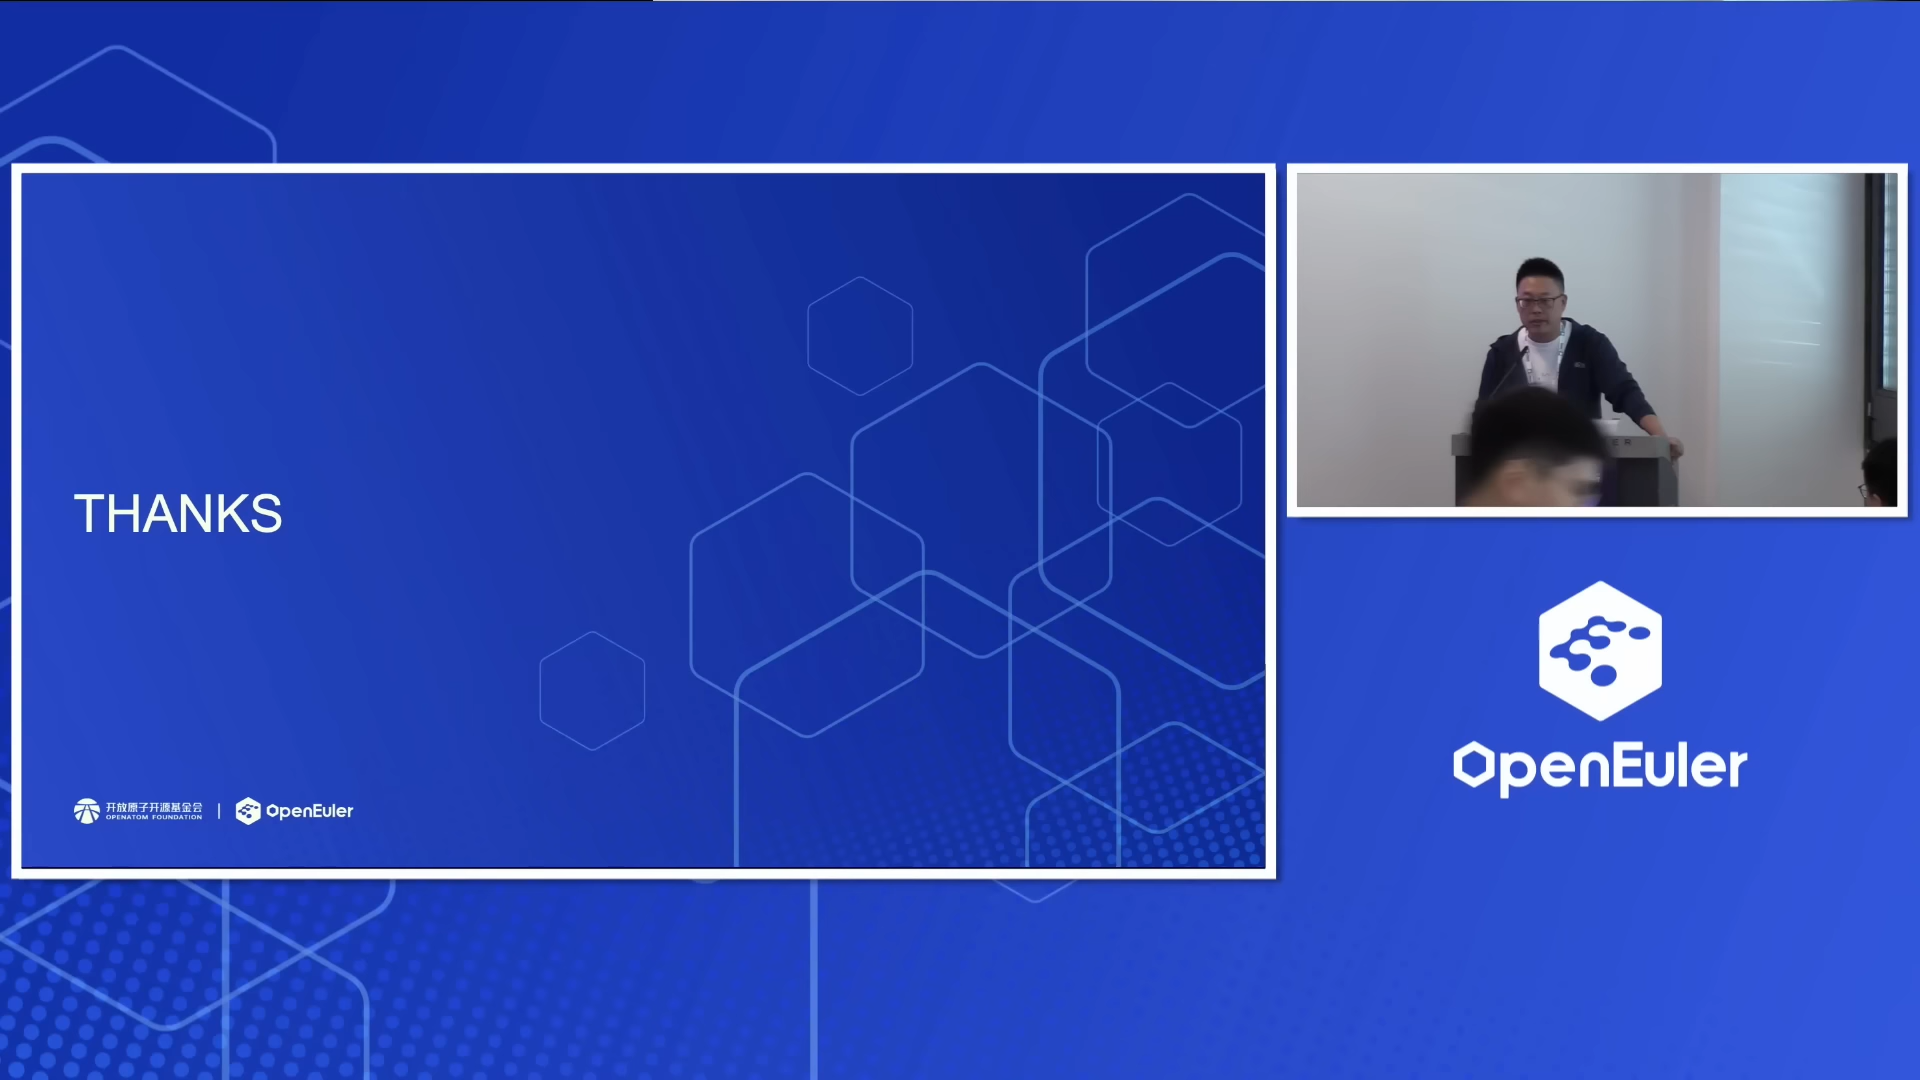 THANKS
开放原子开源基金会
OPENATOM FOUNDATION
OpenEuler
OpenEuler